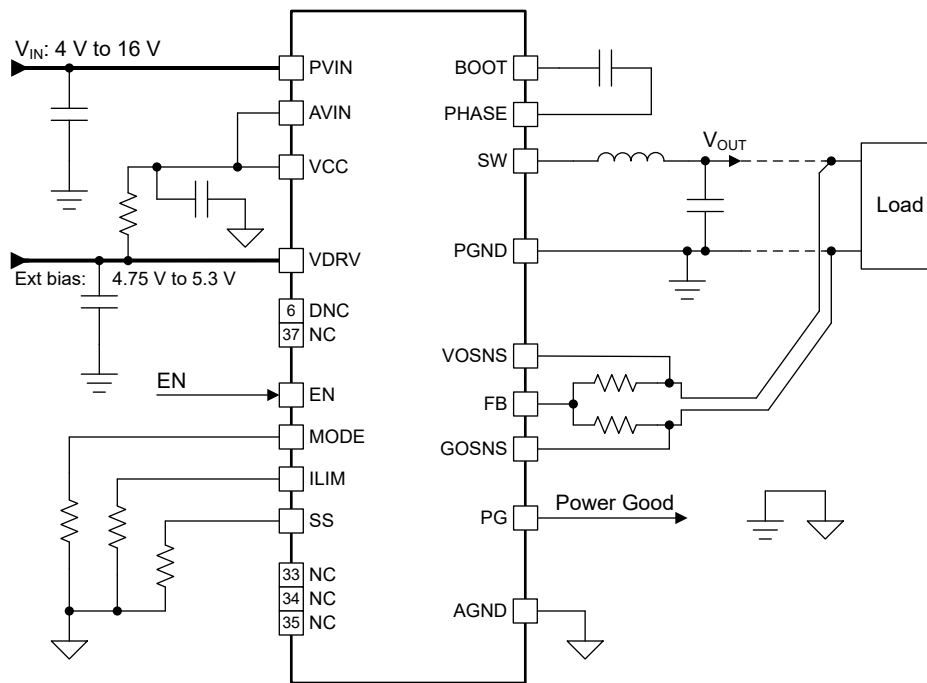 V_IN: 4 V to 16 V
PVIN
AVIN
VCC
VDRV
Ext bias: 4.75 V to 5.3 V
6 DNC
37 NC
EN
EN
MODE
ILIM
SS
33 NC
34 NC
35 NC
BOOT
PHASE
SW
V_OUT
Load
PGND
VOSNS
FB
GOSNS
PG
Power Good
AGND